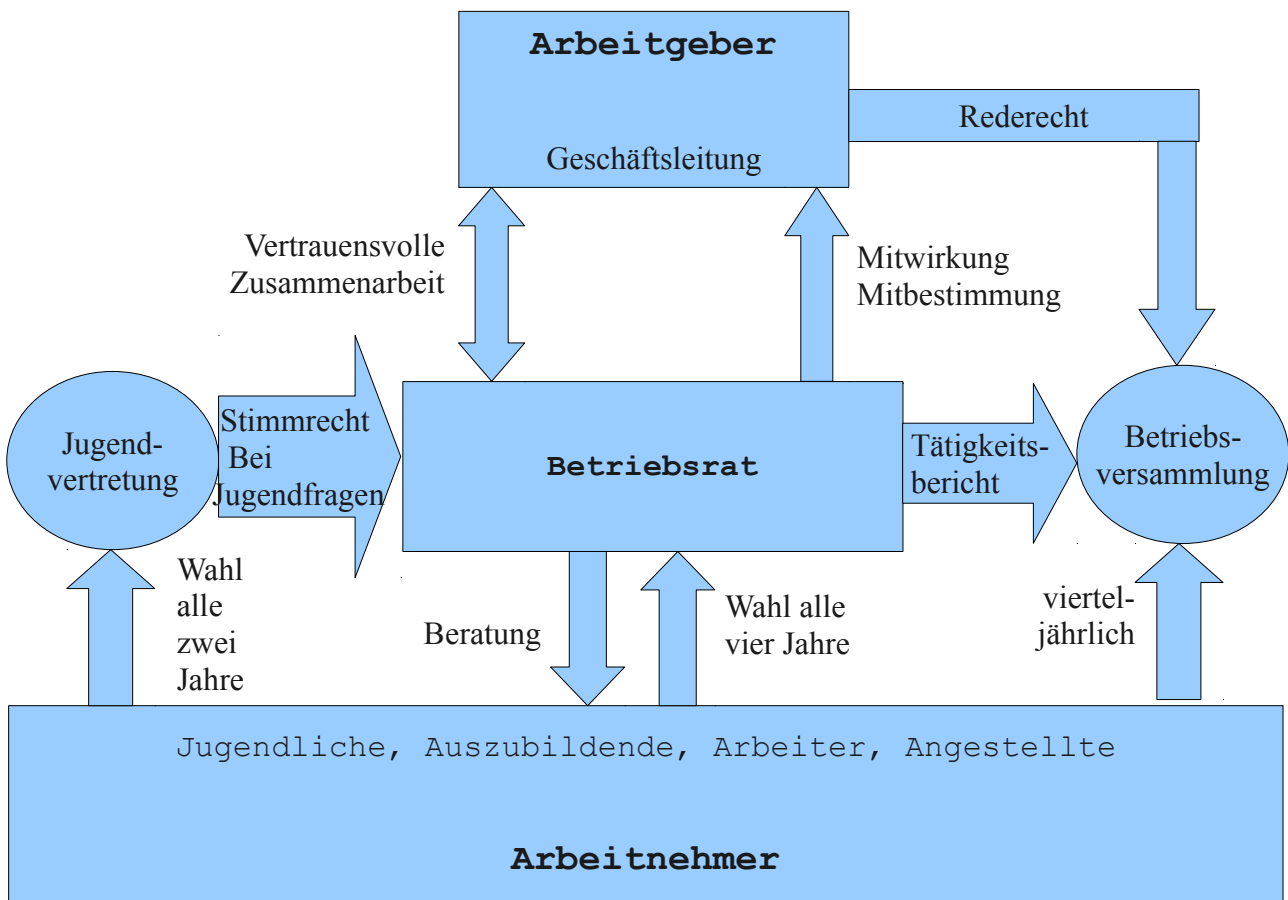 Arbeitgeber
Geschäftsleitung
Rederecht
Vertrauensvolle
Zusammenarbeit
Mitwirkung
Mitbestimmung
Jugend-
vertretung
Stimmrecht
Bei
Jugendfragen
Betriebsrat
Tätigkeits-
bericht
Betriebs-
versammlung
Wahl
alle
zwei
Jahre
Beratung
Wahl alle
vier Jahre
viertel-
jährlich
Jugendliche, Auszubildende, Arbeiter, Angestellte
Arbeitnehmer